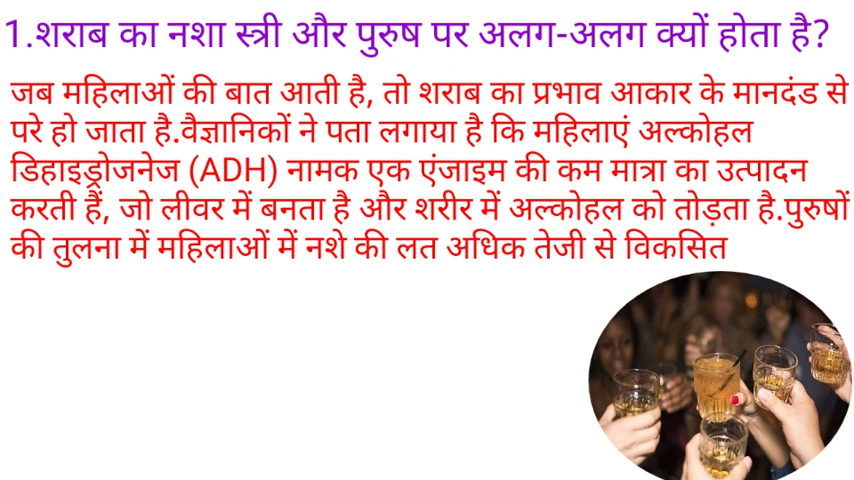 1.शराब का नशा स्त्री और पुरुष पर अलग-अलग क्यों होता है?
जब महिलाओं की बात आती है, तो शराब का प्रभाव आकार के मानदंड से
परे हो जाता है.वैज्ञानिकों ने पता लगाया है कि महिलाएं अल्कोहल
डिहाइड्रोजनेज (ADH) नामक एक एंजाइम की कम मात्रा का उत्पादन
करती हैं, जो लीवर में बनता है और शरीर में अल्कोहल को तोड़ता है.पुरुषों
की तुलना में महिलाओं में नशे की लत अधिक तेजी से विकसित